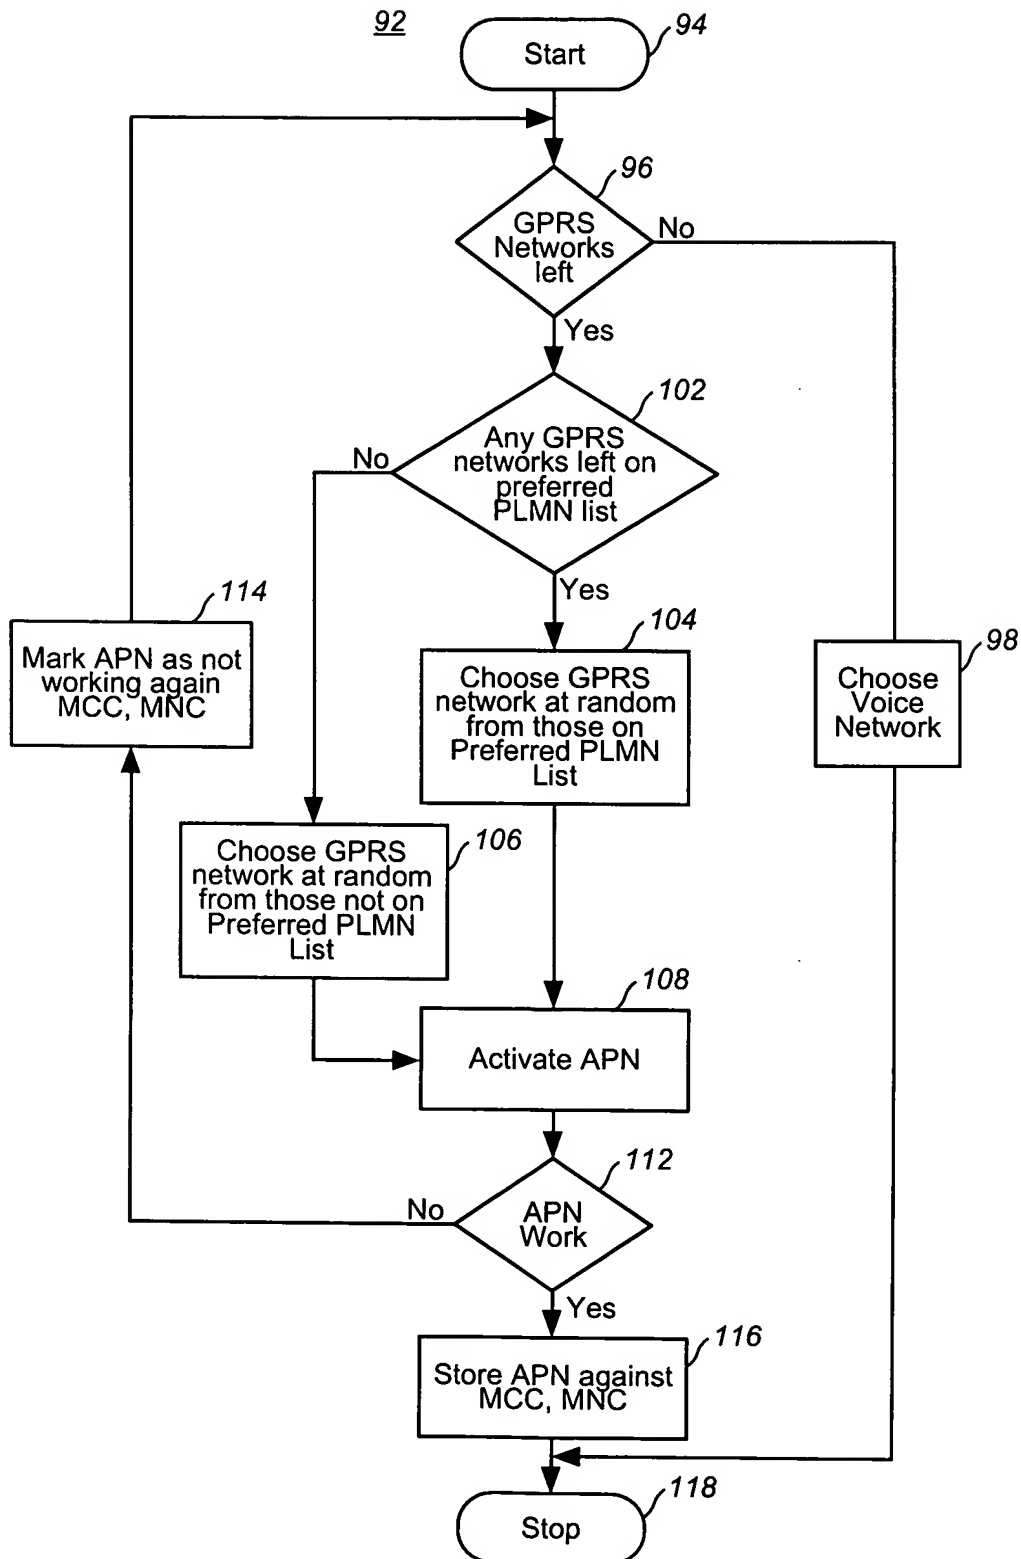 92
Start
94
96
GPRS
Networks
left
No
Yes
102
Any GPRS
networks left on
preferred
PLMN list
No
Yes
114
Mark APN as not
working again
MCC, MNC
104
Choose GPRS
network at random
from those on
Preferred PLMN
List
98
Choose
Voice
Network
106
Choose GPRS
network at random
from those not on
Preferred PLMN
List
108
Activate APN
112
APN
Work
No
Yes
116
Store APN against
MCC, MNC
118
Stop